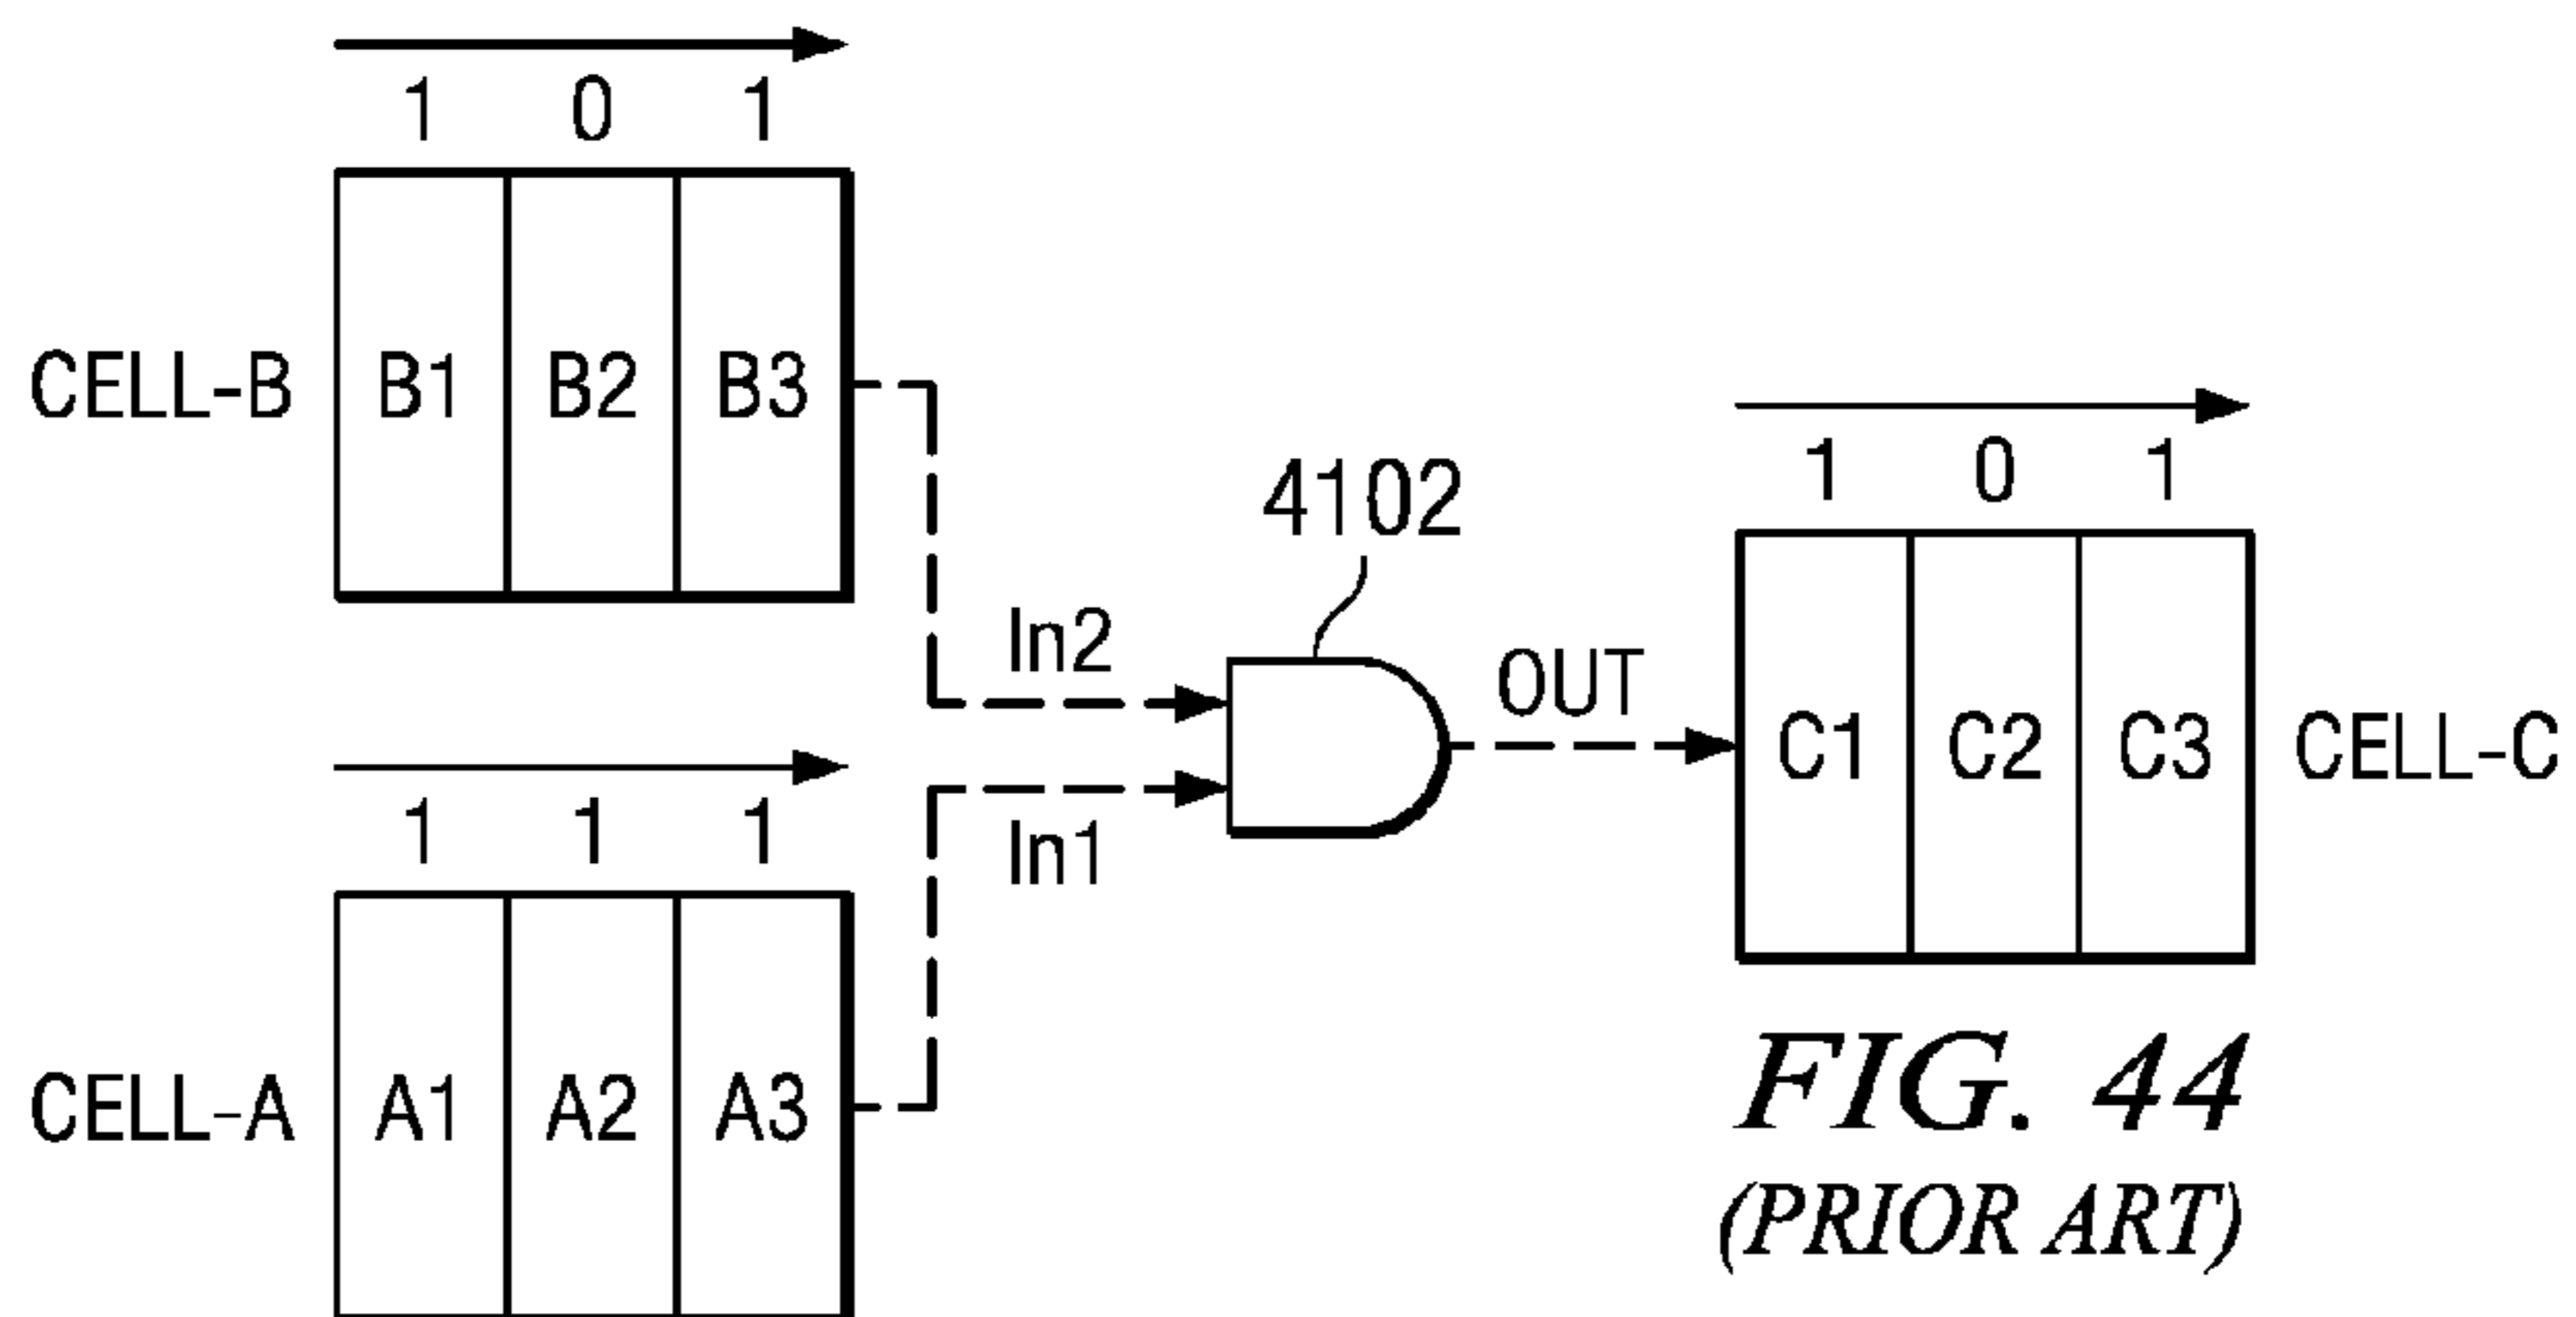 1 0 1
CELL-B B1 B2 B3
4102
1 0 1
In2
OUT
C1 C2 C3 CELL-C
1 1 1
In1
CELL-A A1 A2 A3
FIG. 44
(PRIOR ART)